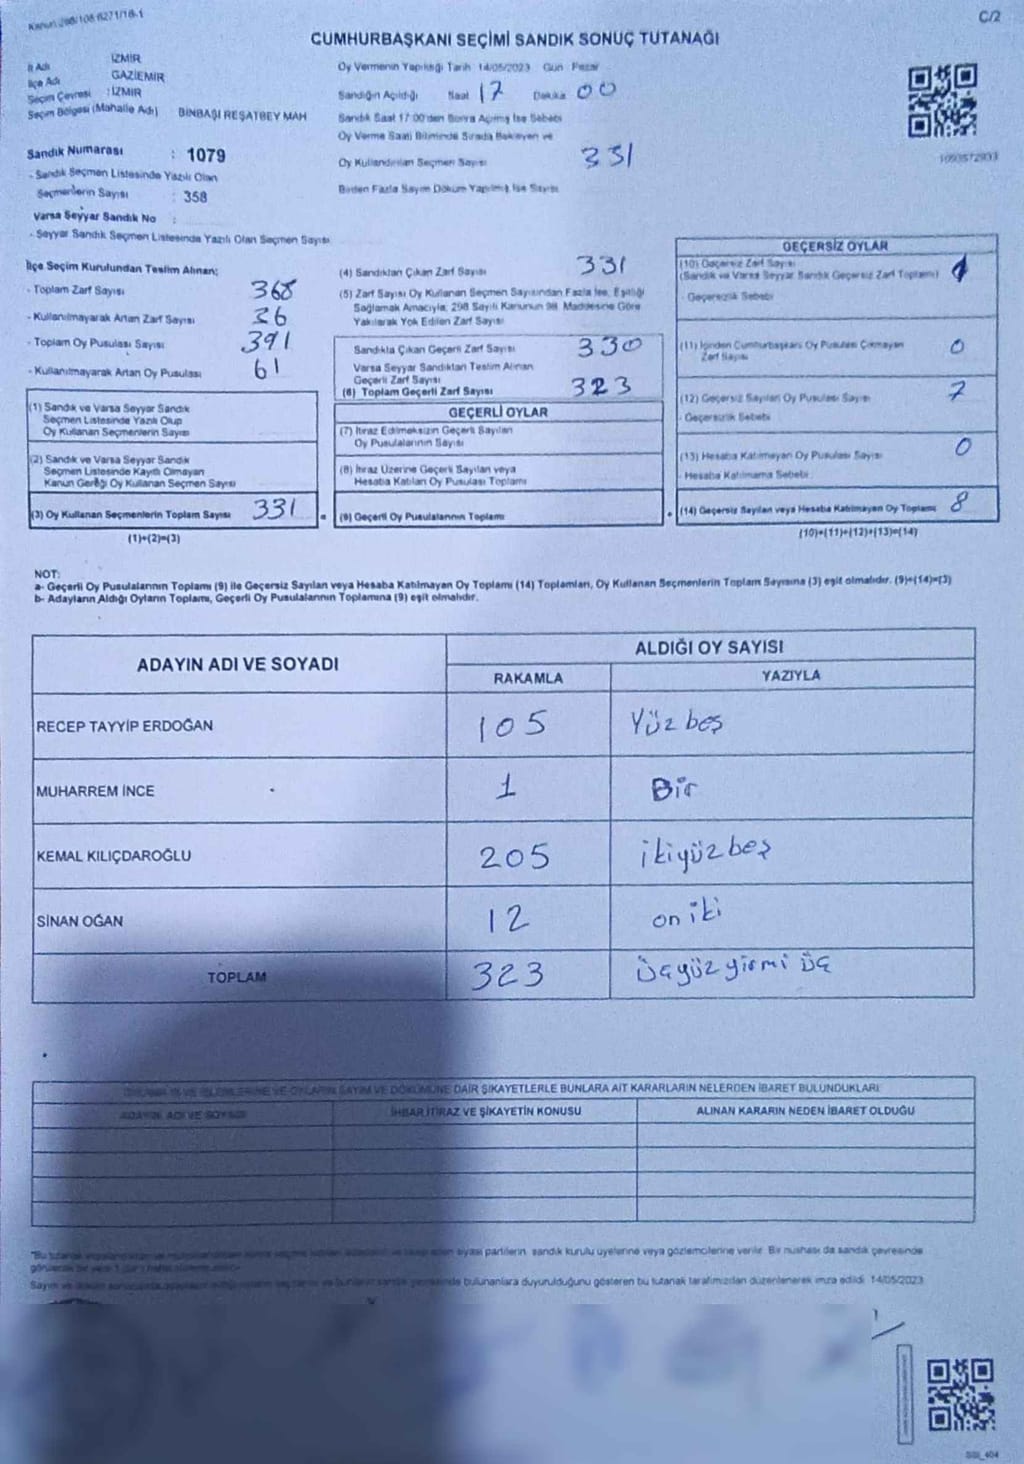 C/2
CUMHURBAŞKANI SEÇİMİ SANDIK SONUÇ TUTANAĞI
İl Adı İZMİR
İlçe Adı GAZİEMİR
Seçim Çevresi : İZMİR
Seçim Bölgesi (Mahalle Adı) BİNBAŞI REŞATBEY MAH
Sandık Numarası : 1079
- Sandık Seçmen Listesinde Yazılı Olan
Seçmenlerin Sayısı : 358
Varsa Seyyar Sandık No :
- Seyyar Sandık Seçmen Listesinde Yazılı Olan Seçmen Sayısı
Oy Vermenin Yapıldığı Tarih 14/05/2023 Gün Pazar
Sandığın Açıldığı Saat 17 Dakika 00
Sandık Saat 17:00'den Sonra Açılmış İse Sebebi
Oy Verme Saati Bitiminde Sırada Bekleyen ve
Oy Kullandırılan Seçmen Sayısı 331
Birden Fazla Sayım Döküm Yapılmış İse Sayısı
İlçe Seçim Kurulundan Teslim Alınan:
- Toplam Zarf Sayısı 368
- Kullanılmayarak Artan Zarf Sayısı 36
- Toplam Oy Pusulası Sayısı 391
- Kullanılmayarak Artan Oy Pusulası 61
(1) Sandık ve Varsa Seyyar Sandık
Seçmen Listesinde Yazılı Olup
Oy Kullanan Seçmenlerin Sayısı
(2) Sandık ve Varsa Seyyar Sandık
Seçmen Listesinde Kayıtlı Olmayan
Kanun Gereği Oy Kullanan Seçmen Sayısı
(3) Oy Kullanan Seçmenlerin Toplam Sayısı 331 =
(1)+(2)=(3)
(4) Sandıktan Çıkan Zarf Sayısı 331
(5) Zarf Sayısı Oy Kullanan Seçmen Sayısından Fazla İse, Eşitliği
Sağlamak Amacıyla, 298 Sayılı Kanunun 98. Maddesine Göre
Yakılarak Yok Edilen Zarf Sayısı
Sandıkta Çıkan Geçerli Zarf Sayısı 330
Varsa Seyyar Sandıktan Teslim Alınan
Geçerli Zarf Sayısı
(6) Toplam Geçerli Zarf Sayısı 323
GEÇERLİ OYLAR
(7) İtiraz Edilmeksizin Geçerli Sayılan
Oy Pusulalarının Sayısı
(8) İtiraz Üzerine Geçerli Sayılan veya
Hesaba Katılan Oy Pusulası Toplamı
(9) Geçerli Oy Pusulalarının Toplamı +
GEÇERSİZ OYLAR
(10) Geçersiz Zarf Sayısı
(Sandık ve Varsa Seyyar Sandık Geçersiz Zarf Toplamı) 1
- Geçersizlik Sebebi
(11) İçinden Cumhurbaşkanı Oy Pusulası Çıkmayan
Zarf Sayısı 0
(12) Geçersiz Sayılan Oy Pusulası Sayısı 7
- Geçersizlik Sebebi
(13) Hesaba Katılmayan Oy Pusulası Sayısı 0
- Hesaba Katılmama Sebebi
(14) Geçersiz Sayılan veya Hesaba Katılmayan Oy Toplamı 8
(10)+(11)+(12)+(13)=(14)
NOT:
a- Geçerli Oy Pusulalarının Toplamı (9) ile Geçersiz Sayılan veya Hesaba Katılmayan Oy Toplamı (14) Toplamları, Oy Kullanan Seçmenlerin Toplam Sayısına (3) eşit olmalıdır. (9)+(14)=(3)
b- Adayların Aldığı Oyların Toplamı, Geçerli Oy Pusulalarının Toplamına (9) eşit olmalıdır.
ADAYIN ADI VE SOYADI ALDIĞI OY SAYISI
RAKAMLA YAZIYLA
RECEP TAYYİP ERDOĞAN 105 Yüz beş
MUHARREM İNCE 1 Bir
KEMAL KILIÇDAROĞLU 205 ikiyüz beş
SİNAN OĞAN 12 on iki
TOPLAM 323 Üçyüz yirmi üç
VE DÖKÜMÜNE DAİR ŞİKAYETLERLE BUNLARA AİT KARARLARIN NELERDEN İBARET BULUNDUKLARI
ADAYIN ADI VE SOYADI İHBAR İTİRAZ VE ŞİKAYETİN KONUSU ALINAN KARARIN NEDEN İBARET OLDUĞU
siyasi partilerin, sandık kurulu üyelerine veya gözlemcilerine verilir. Bir nüshası da sandık çevresinde
bulunanlara duyurulduğunu gösteren bu tutanak tarafımızdan düzenlenerek imza edildi. 14/05/2023